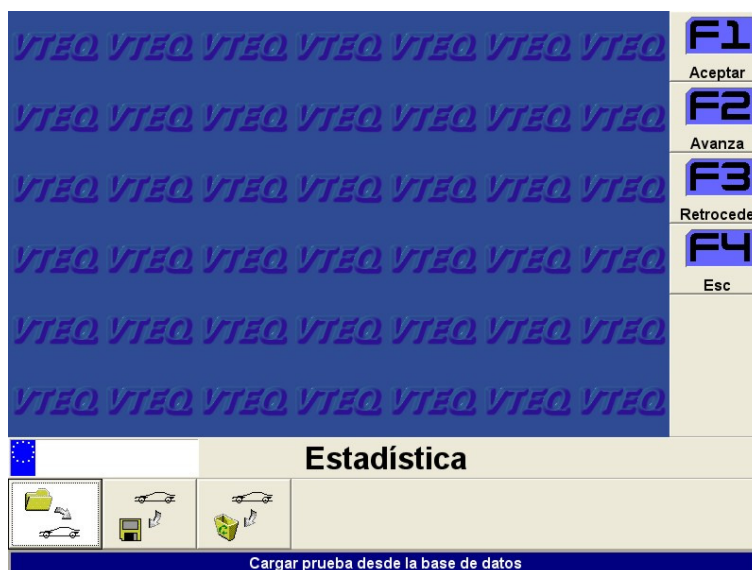 VTEQ VTEQ VTEQ VTEQ VTEQ VTEQ VTEQ
VTEQ VTEQ VTEQ VTEQ VTEQ VTEQ VTEQ
VTEQ VTEQ VTEQ VTEQ VTEQ VTEQ VTEQ
VTEQ VTEQ VTEQ VTEQ VTEQ VTEQ VTEQ
VTEQ VTEQ VTEQ VTEQ VTEQ VTEQ VTEQ
VTEQ VTEQ VTEQ VTEQ VTEQ VTEQ VTEQ
F1
Aceptar
F2
Avanza
F3
Retrocede
F4
Esc
Estadística
Cargar prueba desde la base de datos